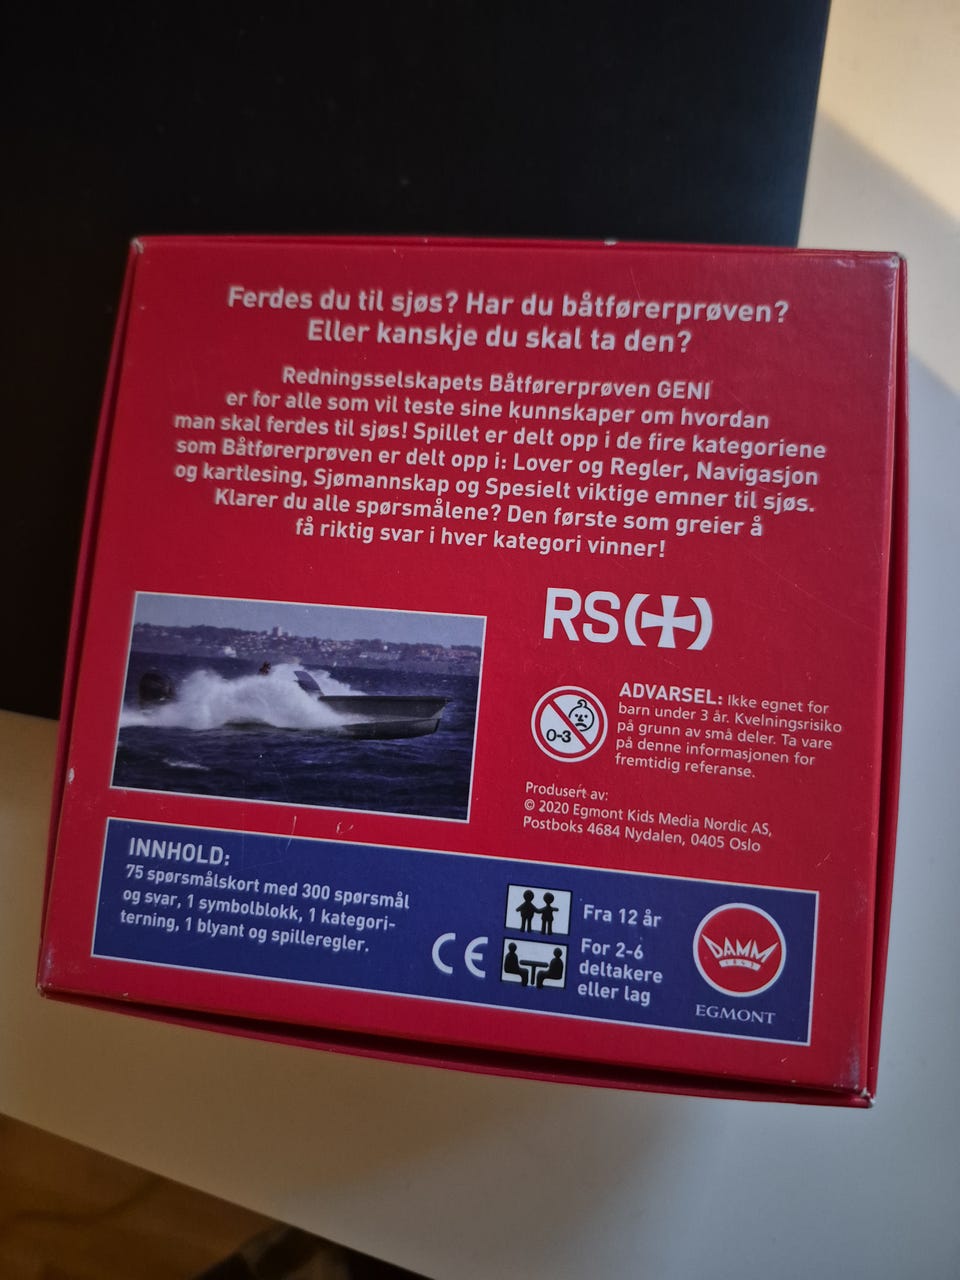 Ferdes du til sjøs? Har du båtførerprøven?
Eller kanskje du skal ta den?
Redningsselskapets Båtførerprøven GENI
er for alle som vil teste sine kunnskaper om hvordan
man skal ferdes til sjøs! Spillet er delt opp i de fire kategoriene
som Båtførerprøven er delt opp i: Lover og Regler, Navigasjon
og kartlesing, Sjømannskap og Spesielt viktige emner til sjøs.
Klarer du alle spørsmålene? Den første som greier å
få riktig svar i hver kategori vinner!
RS
0-3
ADVARSEL: Ikke egnet for
barn under 3 år. Kvelningsrisiko
på grunn av små deler. Ta vare
på denne informasjonen for
fremtidig referanse.
Produsert av:
© 2020 Egmont Kids Media Nordic AS,
Postboks 4684 Nydalen, 0405 Oslo
INNHOLD:
75 spørsmålskort med 300 spørsmål
og svar, 1 symbolblokk, 1 kategori-
terning, 1 blyant og spilleregler.
CE
Fra 12 år
For 2-6
deltakere
eller lag
DAMM
EGMONT